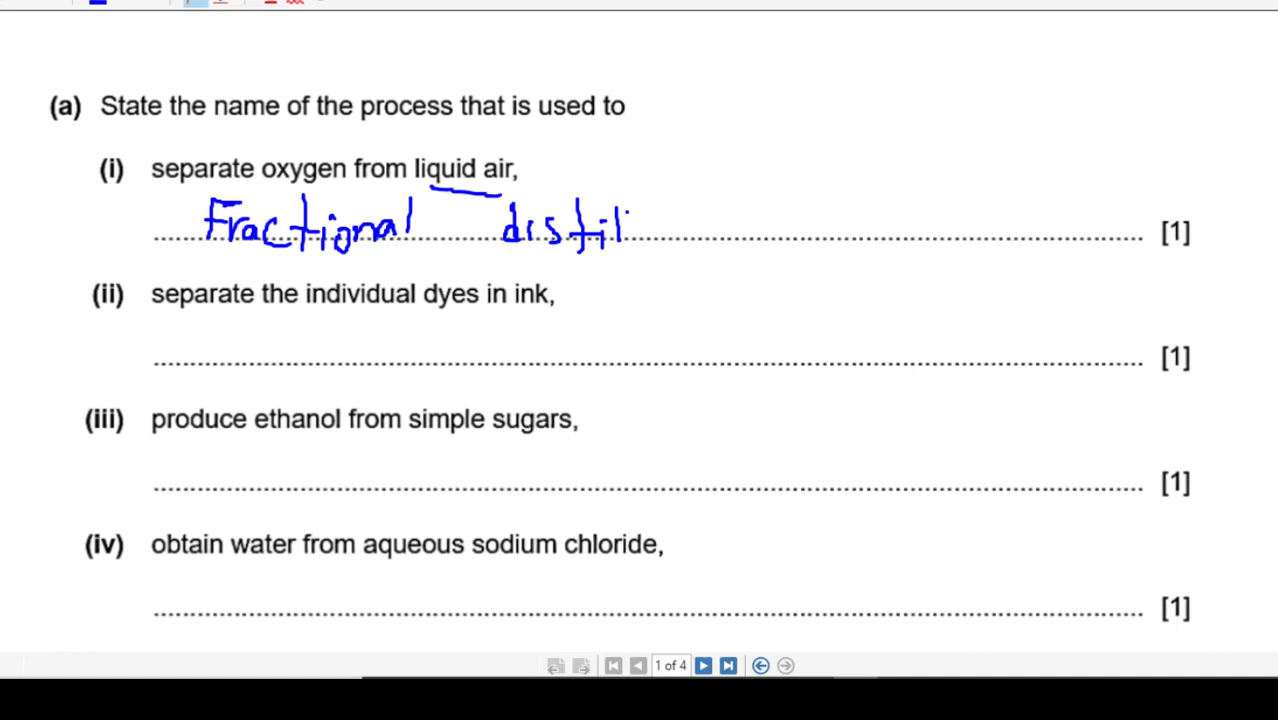 (a) State the name of the process that is used to
(i) separate oxygen from liquid air,
Fractional distil
........................................................................................................................ [1]
(ii) separate the individual dyes in ink,
........................................................................................................................ [1]
(iii) produce ethanol from simple sugars,
........................................................................................................................ [1]
(iv) obtain water from aqueous sodium chloride,
........................................................................................................................ [1]
1 of 4